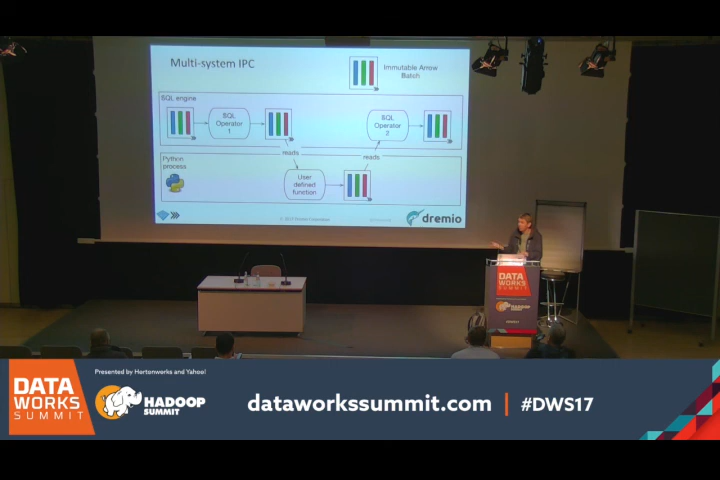 Multi-system IPC
Immutable Arrow
Batch
SQL engine
SQL
Operator
1
SQL
Operator
2
reads
reads
Python
process
User
defined
function
dremio
DATA
WORKS
SUMMIT
HADOOP
SUMMIT
DATA
WORKS
SUMMIT
Presented by Hortonworks and Yahoo!
HADOOP
SUMMIT
dataworkssummit.com | #DWS17